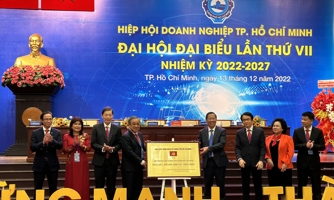 HIỆP HỘI DOANH NGHIỆP TP. HỒ CHÍ MINH
ĐẠI HỘI ĐẠI BIỂU LẦN THỨ VII
NHIỆM KỲ 2022-2027
TP. Hồ Chí Minh, ngày 13 tháng 12 năm 2022